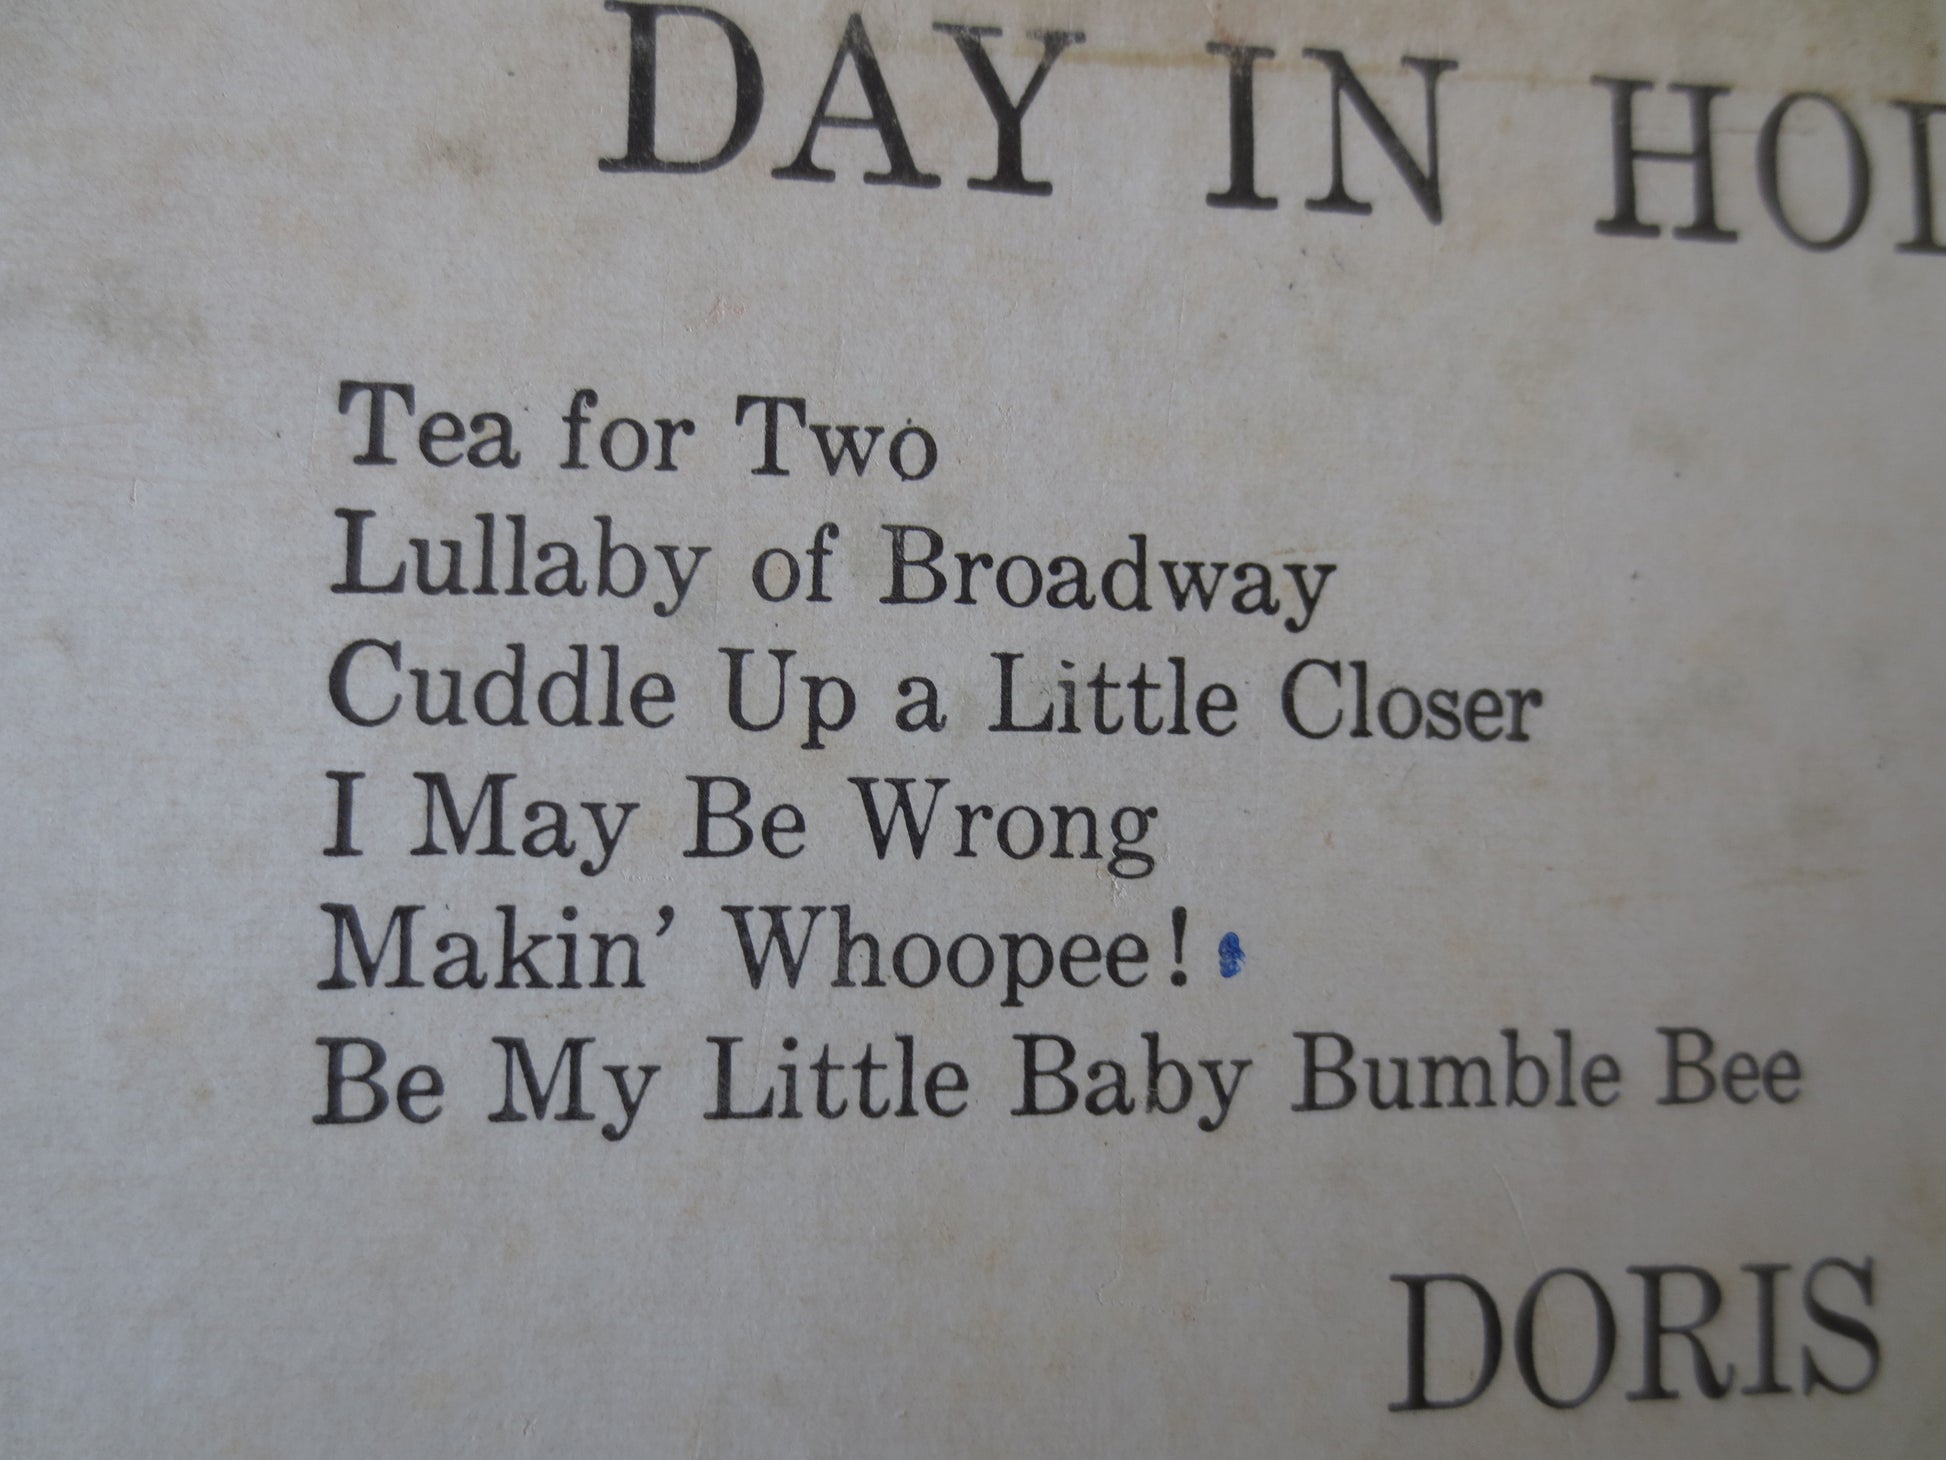 DAY IN HOL
Tea for Two
Lullaby of Broadway
Cuddle Up a Little Closer
I May Be Wrong
Makin' Whoopee!
Be My Little Baby Bumble Bee
DORIS